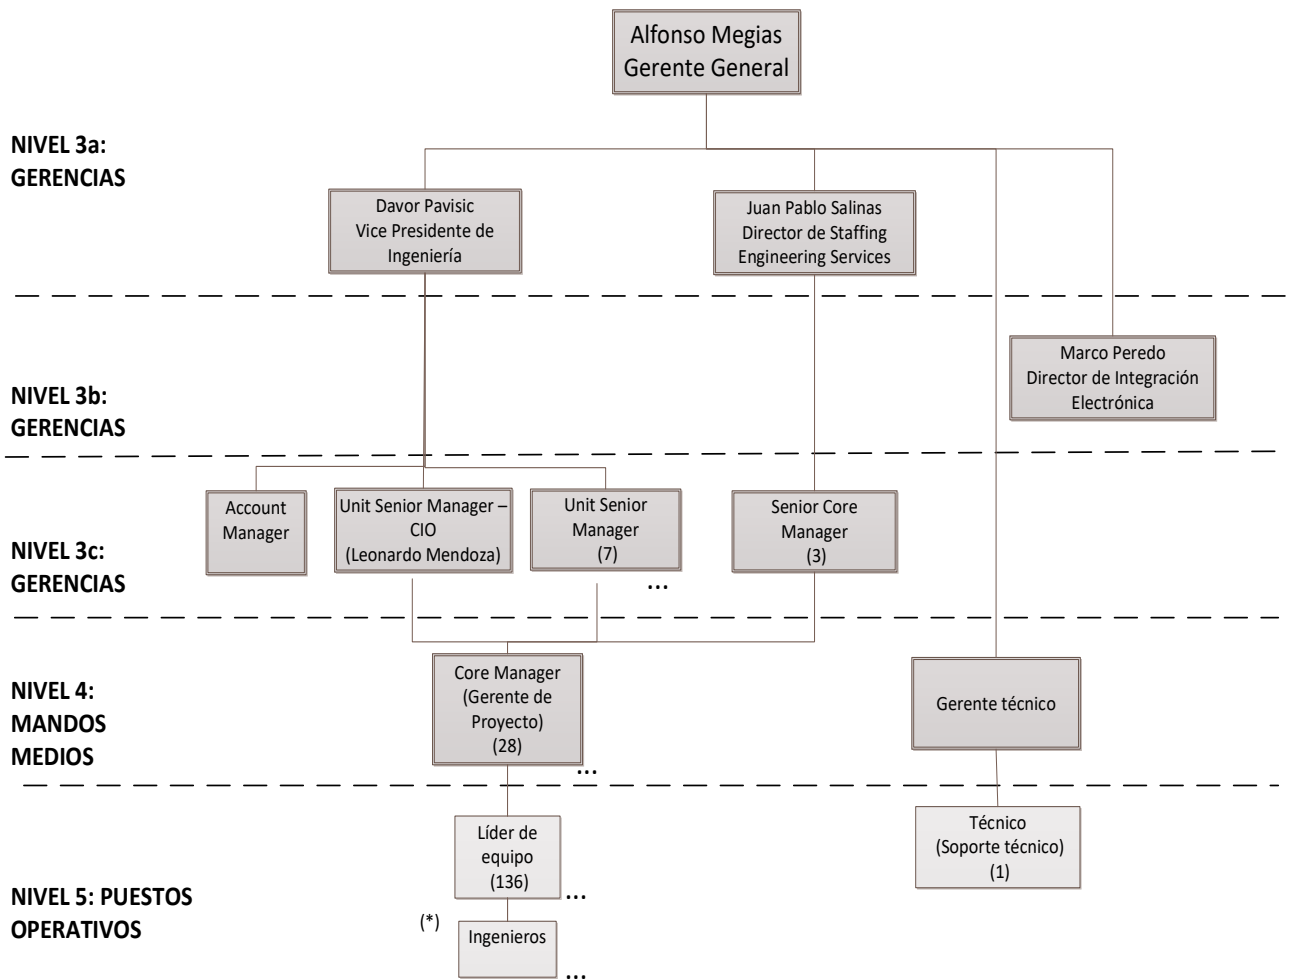 Alfonso Megias
Gerente General
NIVEL 3a:
GERENCIAS
Davor Pavisic
Vice Presidente de
Ingeniería
Juan Pablo Salinas
Director de Staffing
Engineering Services
Marco Peredo
Director de Integración
Electrónica
NIVEL 3b:
GERENCIAS
Account
Manager
Unit Senior Manager –
CIO
(Leonardo Mendoza)
Unit Senior
Manager
(7)
...
Senior Core
Manager
(3)
NIVEL 3c:
GERENCIAS
Core Manager
(Gerente de
Proyecto)
(28)
...
Gerente técnico
NIVEL 4:
MANDOS
MEDIOS
Líder de
equipo
(136)
...
Técnico
(Soporte técnico)
(1)
NIVEL 5: PUESTOS
OPERATIVOS
(*)
Ingenieros
...